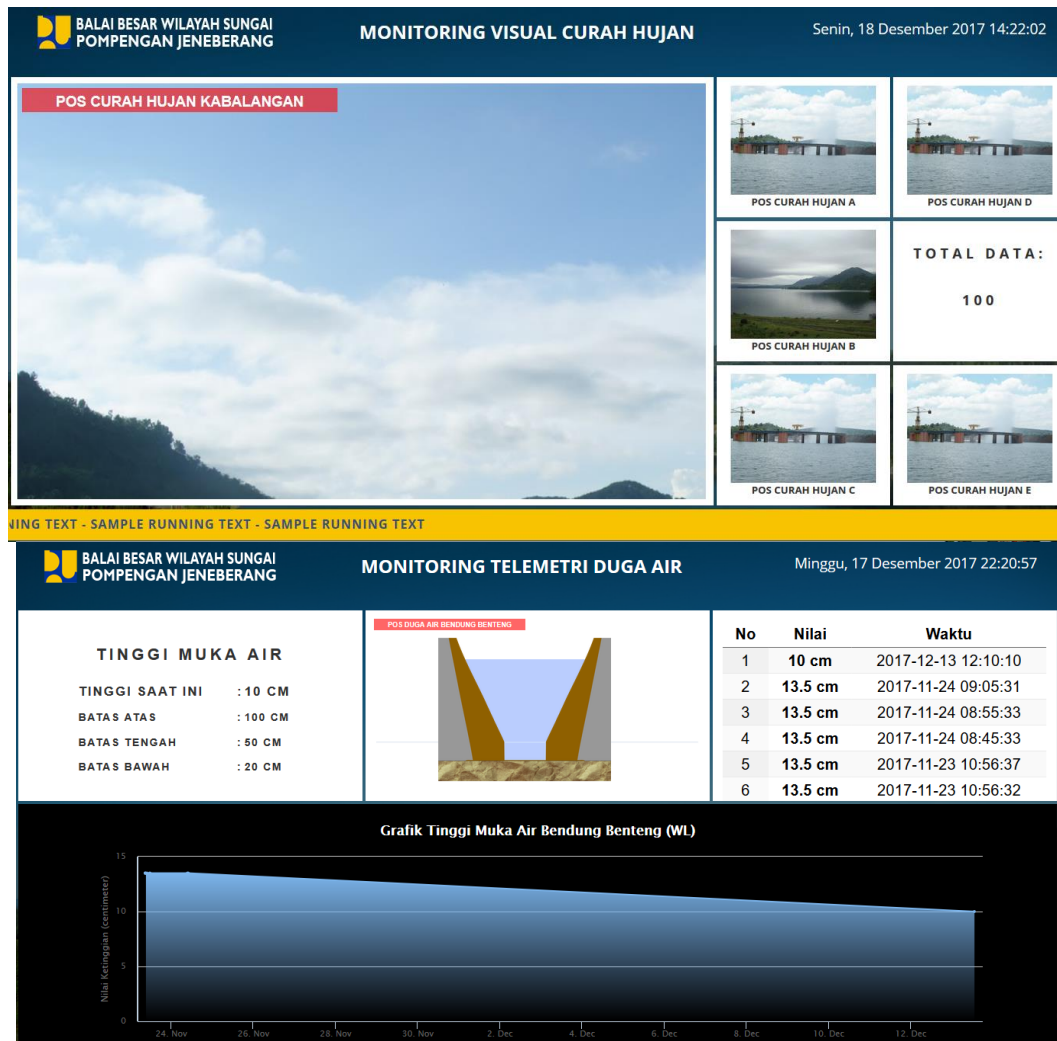 BALAI BESAR WILAYAH SUNGAI
POMPENGAN JENEBERANG
MONITORING VISUAL CURAH HUJAN
Senin, 18 Desember 2017 14:22:02
POS CURAH HUJAN KABALANGAN
POS CURAH HUJAN A
POS CURAH HUJAN D
POS CURAH HUJAN B
TOTAL DATA:
100
POS CURAH HUJAN C
POS CURAH HUJAN E
NING TEXT - SAMPLE RUNNING TEXT - SAMPLE RUNNING TEXT
BALAI BESAR WILAYAH SUNGAI
POMPENGAN JENEBERANG
MONITORING TELEMETRI DUGA AIR
Minggu, 17 Desember 2017 22:20:57
TINGGI MUKA AIR
TINGGI SAAT INI : 10 CM
BATAS ATAS : 100 CM
BATAS TENGAH : 50 CM
BATAS BAWAH : 20 CM
POS DUGA AIR BENDUNG BENTENG
No Nilai Waktu
1 10 cm 2017-12-13 12:10:10
2 13.5 cm 2017-11-24 09:05:31
3 13.5 cm 2017-11-24 08:55:33
4 13.5 cm 2017-11-24 08:45:33
5 13.5 cm 2017-11-23 10:56:37
6 13.5 cm 2017-11-23 10:56:32
Grafik Tinggi Muka Air Bendung Benteng (WL)
Nilai Ketinggian (centimeter)
15
10
5
0
24. Nov 26. Nov 28. Nov 30. Nov 2. Dec 4. Dec 6. Dec 8. Dec 10. Dec 12. Dec